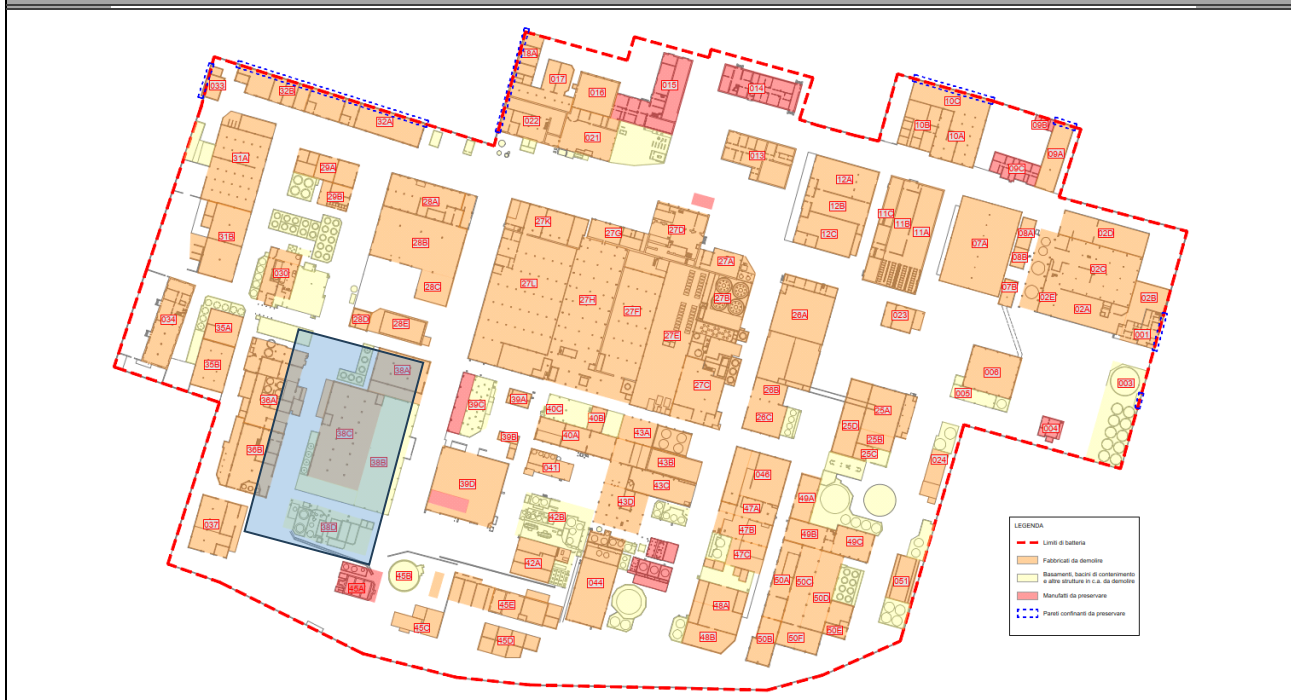 18A
017
016
015
014
033
32B
32A
022
021
10C
10B
10A
09B
09A
09C
013
31A
29A
29B
28A
12A
12B
12C
11C
11B
11A
07A
08A
08B
07B
02D
02C
02B
02E
02A
001
31B
28B
27K
27G
27D
27A
030
28C
27L
27H
27F
27B
27E
26A
023
034
35A
35B
28D
28E
006
005
003
004
36A
38A
38C
38B
36B
39C
39A
39B
40C
40B
40A
43A
27C
26B
26C
25A
25D
25B
25C
024
041
43B
43C
43D
39D
046
47A
47B
47C
49A
49B
49C
037
38D
42B
42A
044
45A
45B
45C
45E
45D
48A
48B
50A
50C
50D
50E
50B
50F
051
LEGENDA
Limiti di batteria
Fabbricati da demolire
Basamenti, bacini di contenimento
e altre strutture in c.a. da demolire
Manufatti da preservare
Pareti confinanti da preservare